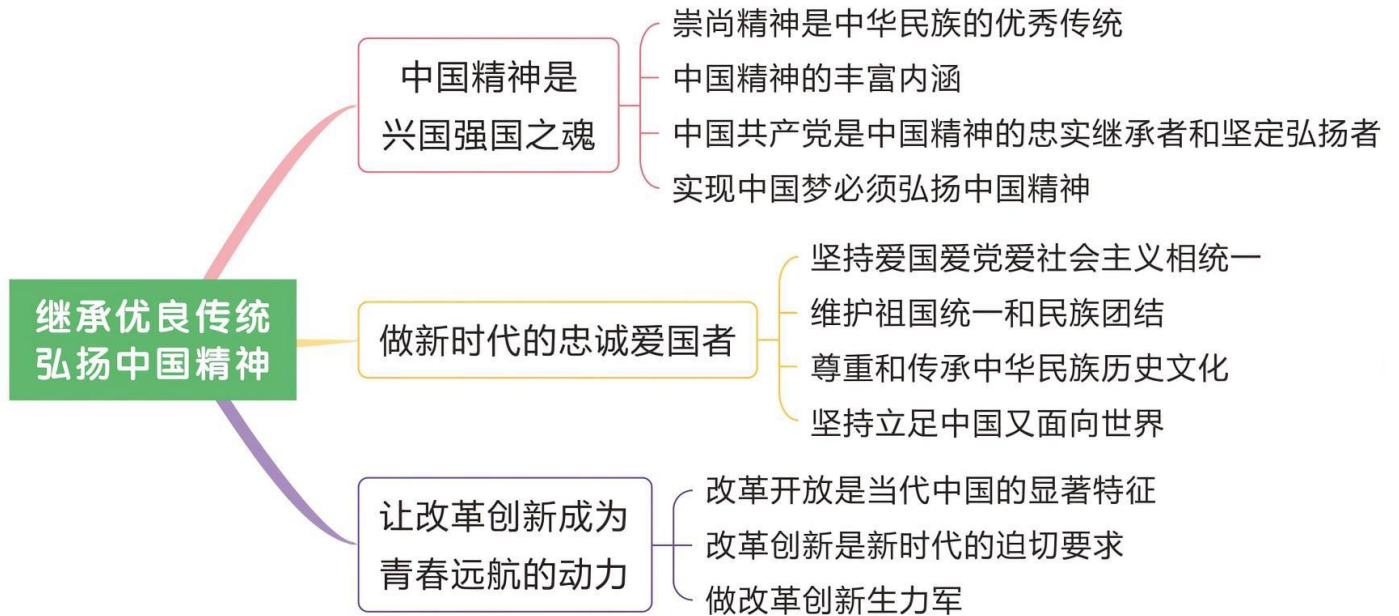 继承优良传统
弘扬中国精神
中国精神是
兴国强国之魂
崇尚精神是中华民族的优秀传统
中国精神的丰富内涵
中国共产党是中国精神的忠实继承者和坚定弘扬者
实现中国梦必须弘扬中国精神
做新时代的忠诚爱国者
坚持爱国爱党爱社会主义相统一
维护祖国统一和民族团结
尊重和传承中华民族历史文化
坚持立足中国又面向世界
让改革创新成为
青春远航的动力
改革开放是当代中国的显著特征
改革创新是新时代的迫切要求
做改革创新生力军